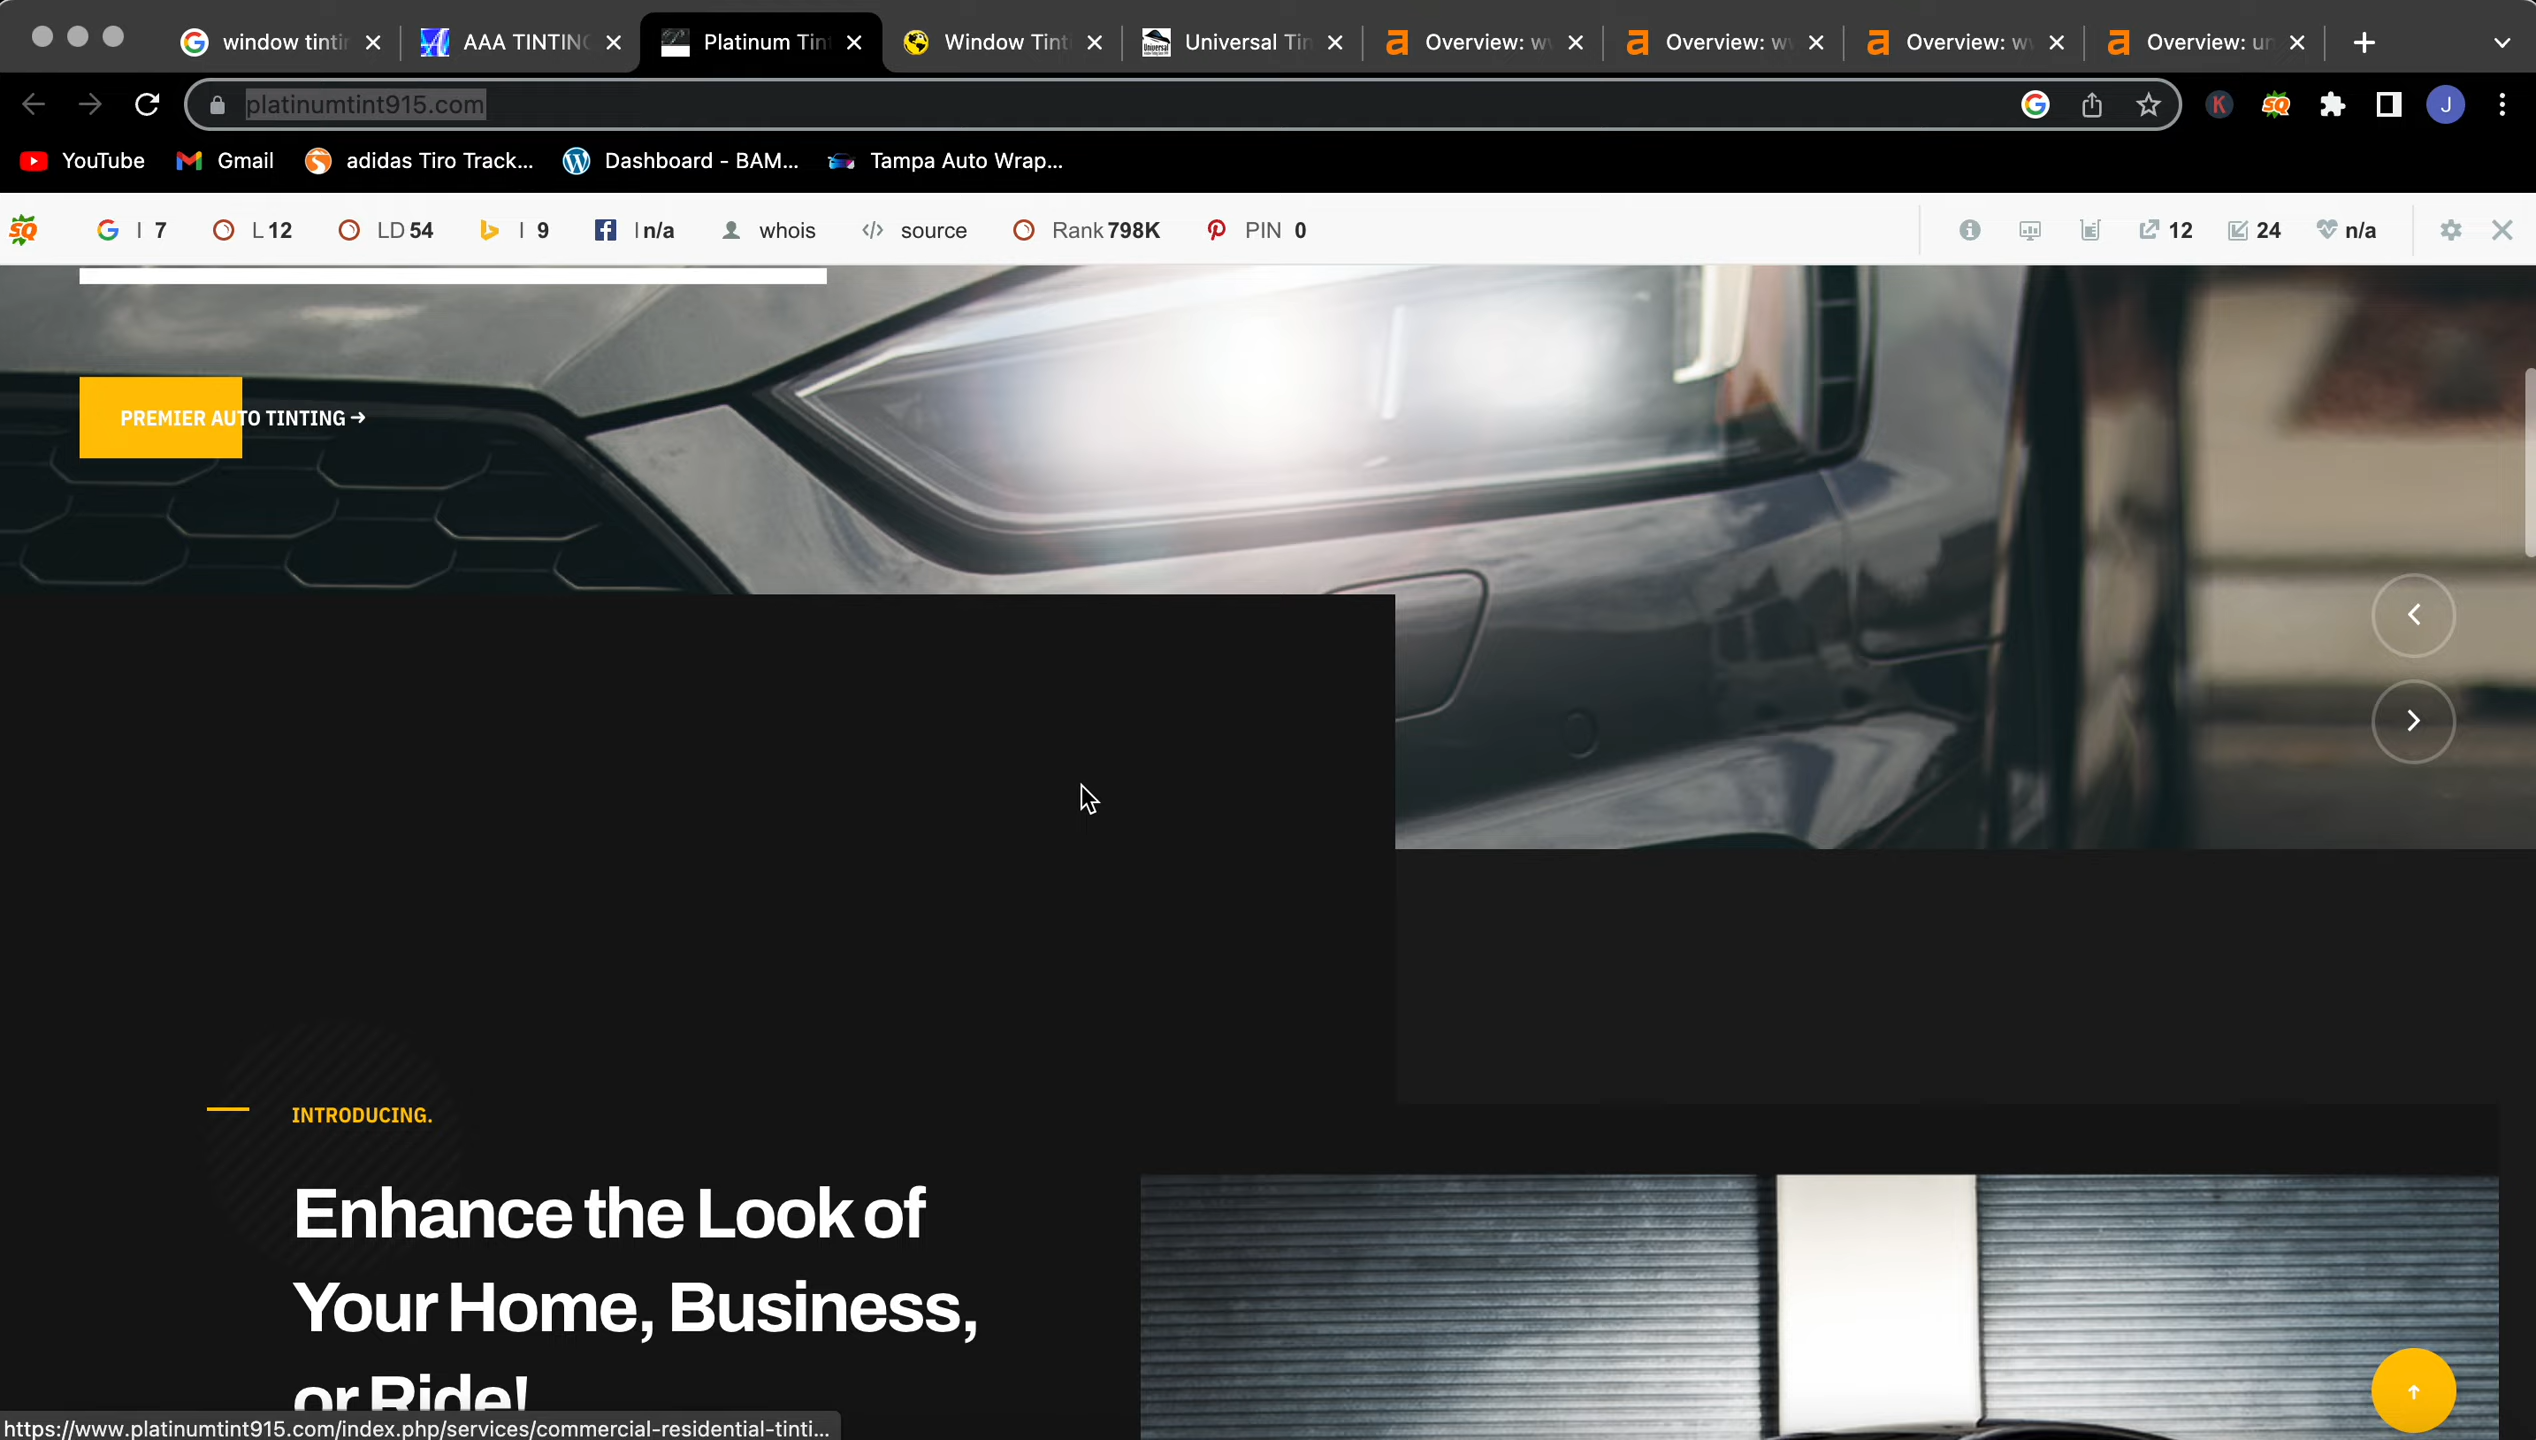 window tinti
AAA TINTING
Platinum Tin
Window Tint
Universal Tin
Overview: w
Overview: w
Overview: w
Overview: un
platinumtint915.com
K
SQ
J
YouTube
Gmail
adidas Tiro Track...
Dashboard - BAM...
Tampa Auto Wrap...
SQ
I 7
L 12
LD 54
I 9
I n/a
whois
source
Rank 798K
PIN 0
12
24
n/a
PREMIER AUTO TINTING →
INTRODUCING.
Enhance the Look of
Your Home, Business,
or Ride!
https://www.platinumtint915.com/index.php/services/commercial-residential-tinti...